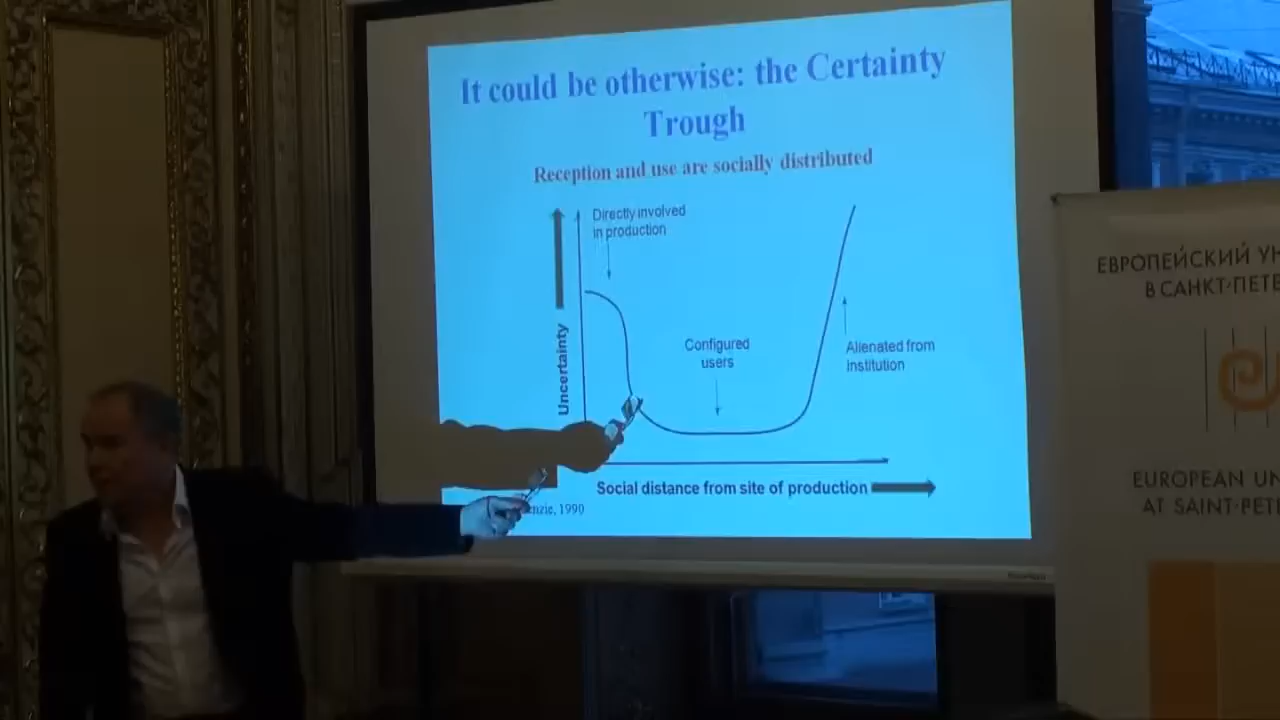 It could be otherwise: the Certainty
Trough
Reception and use are socially distributed
Directly involved
in production
Uncertainty
Configured
users
Alienated from
institution
Social distance from site of production
1990
ЕВРОПЕЙСКИЙ
В САНКТ-ПЕТЕ
EUROPEAN UN
AT SAINT-PETE